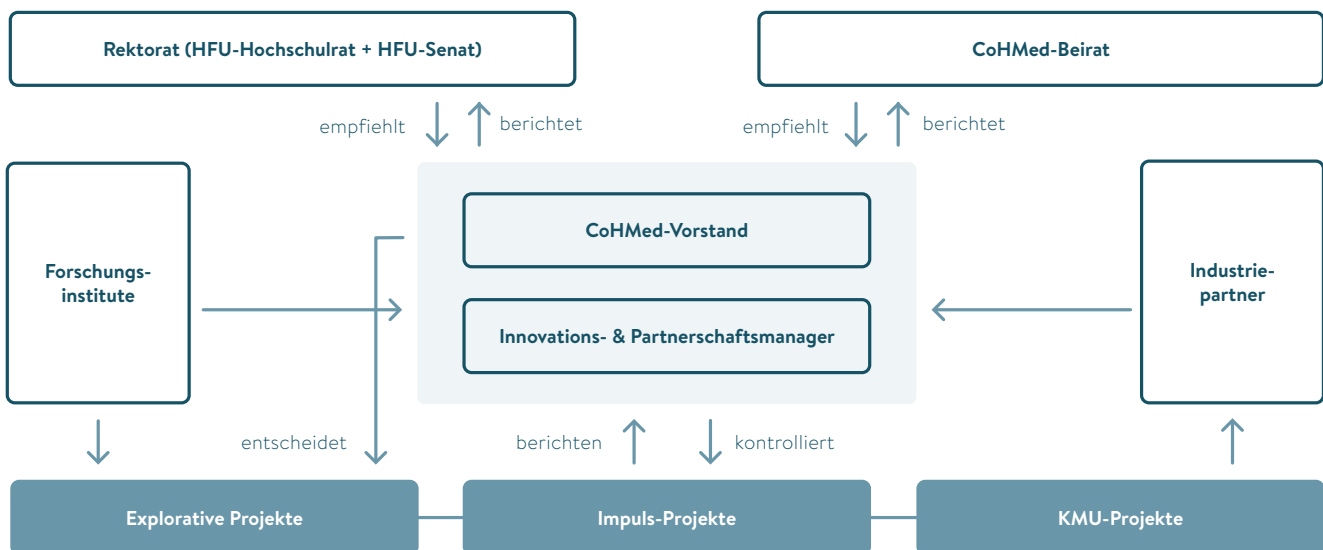 Rektorat (HFU-Hochschulrat + HFU-Senat)
CoHMed-Beirat
empfiehlt
berichtet
empfiehlt
berichtet
CoHMed-Vorstand
Forschungs-
institute
Industrie-
partner
Innovations- & Partnerschaftsmanager
entscheidet
berichten
kontrolliert
Explorative Projekte
Impuls-Projekte
KMU-Projekte